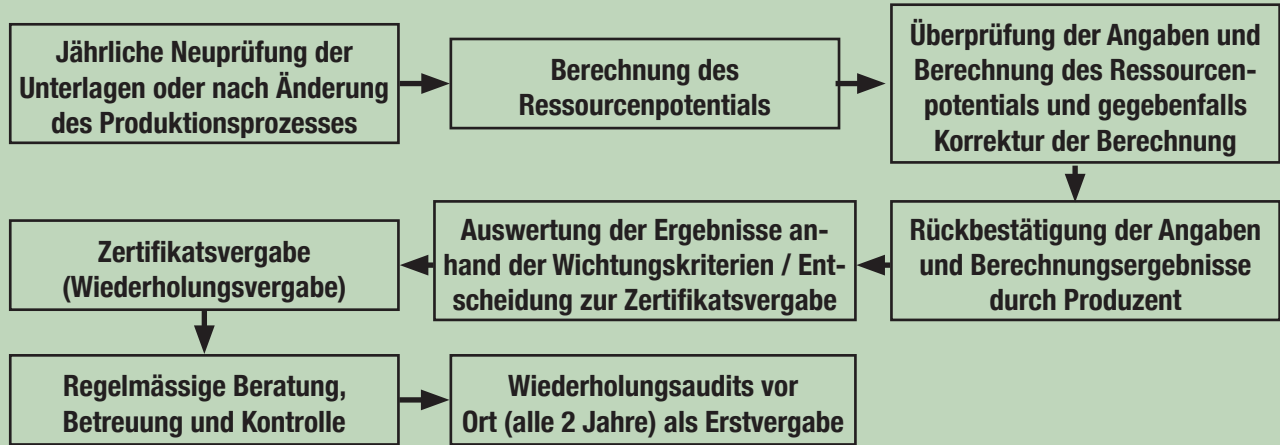 Jährliche Neuprüfung der
Unterlagen oder nach Änderung
des Produktionsprozesses
Berechnung des
Ressourcenpotentials
Überprüfung der Angaben und
Berechnung des Ressourcen-
potentials und gegebenfalls
Korrektur der Berechnung
Rückbestätigung der Angaben
und Berechnungsergebnisse
durch Produzent
Auswertung der Ergebnisse an-
hand der Wichtungskriterien / Ent-
scheidung zur Zertifikatsvergabe
Zertifikatsvergabe
(Wiederholungsvergabe)
Regelmässige Beratung,
Betreuung und Kontrolle
Wiederholungsaudits vor
Ort (alle 2 Jahre) als Erstvergabe